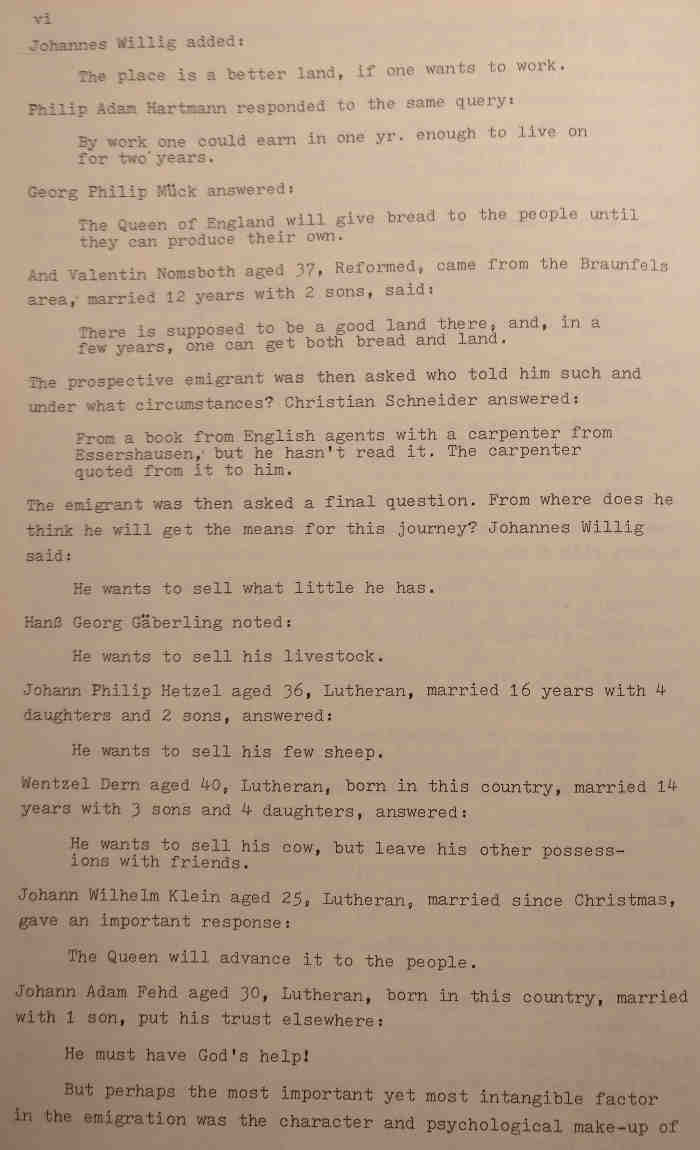 vi
Johannes Willig added:
The place is a better land, if one wants to work.
Philip Adam Hartmann responded to the same query:
By work one could earn in one yr. enough to live on
for two years.
Georg Philip Mück answered:
The Queen of England will give bread to the people until
they can produce their own.
And Valentin Nomsboth aged 37, Reformed, came from the Braunfels
area, married 12 years with 2 sons, said:
There is supposed to be a good land there, and, in a
few years, one can get both bread and land.
The prospective emigrant was then asked who told him such and
under what circumstances? Christian Schneider answered:
From a book from English agents with a carpenter from
Essershausen, but he hasn't read it. The carpenter
quoted from it to him.
The emigrant was then asked a final question. From where does he
think he will get the means for this journey? Johannes Willig
said:
He wants to sell what little he has.
Hanß Georg Gäberling noted:
He wants to sell his livestock.
Johann Philip Hetzel aged 36, Lutheran, married 16 years with 4
daughters and 2 sons, answered:
He wants to sell his few sheep.
Wentzel Dern aged 40, Lutheran, born in this country, married 14
years with 3 sons and 4 daughters, answered:
He wants to sell his cow, but leave his other possess-
ions with friends.
Johann Wilhelm Klein aged 25, Lutheran, married since Christmas,
gave an important response:
The Queen will advance it to the people.
Johann Adam Fehd aged 30, Lutheran, born in this country, married
with 1 son, put his trust elsewhere:
He must have God's help!
But perhaps the most important yet most intangible factor
in the emigration was the character and psychological make-up of